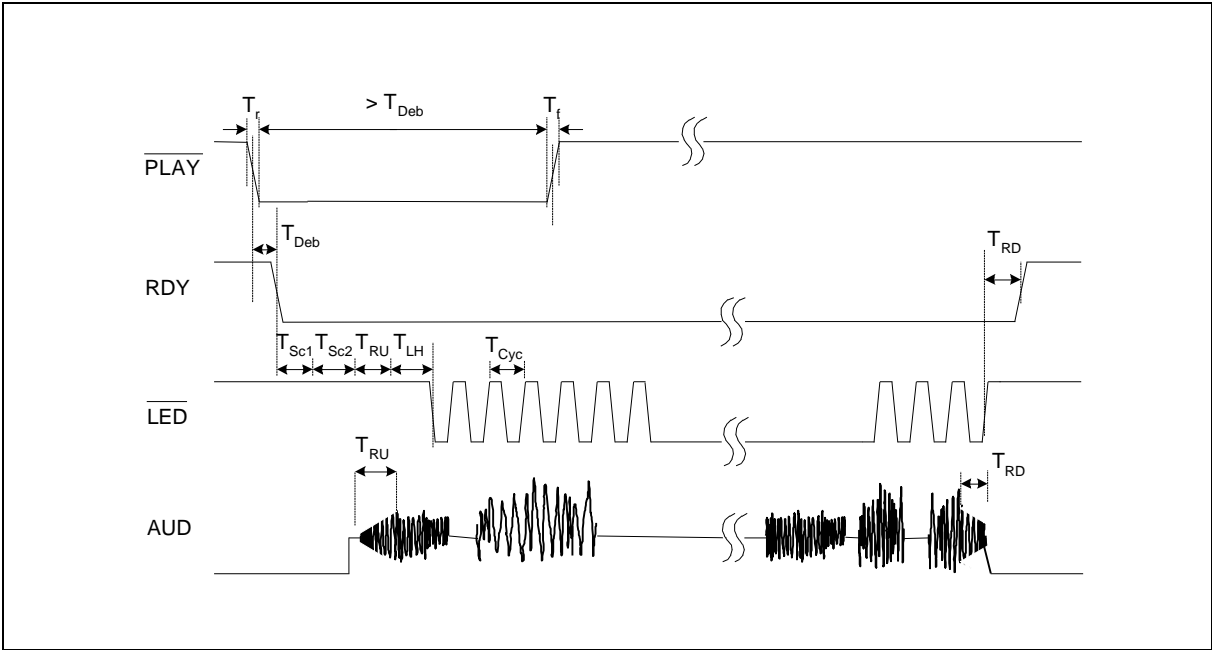 T_r > T_Deb T_f
PLAY
T_Deb
T_RD
RDY
T_Sc1 T_Sc2 T_RU T_LH T_Cyc
LED
T_RU
T_RD
AUD